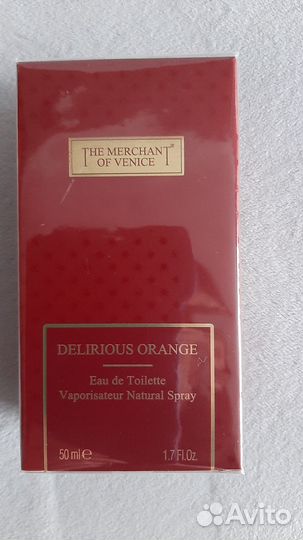 THE MERCHANT
OF VENICE
DELIRIOUS ORANGE
Eau de Toilette
Vaporisateur Natural Spray
50 ml e 1.7 Fl.Oz.
Avito